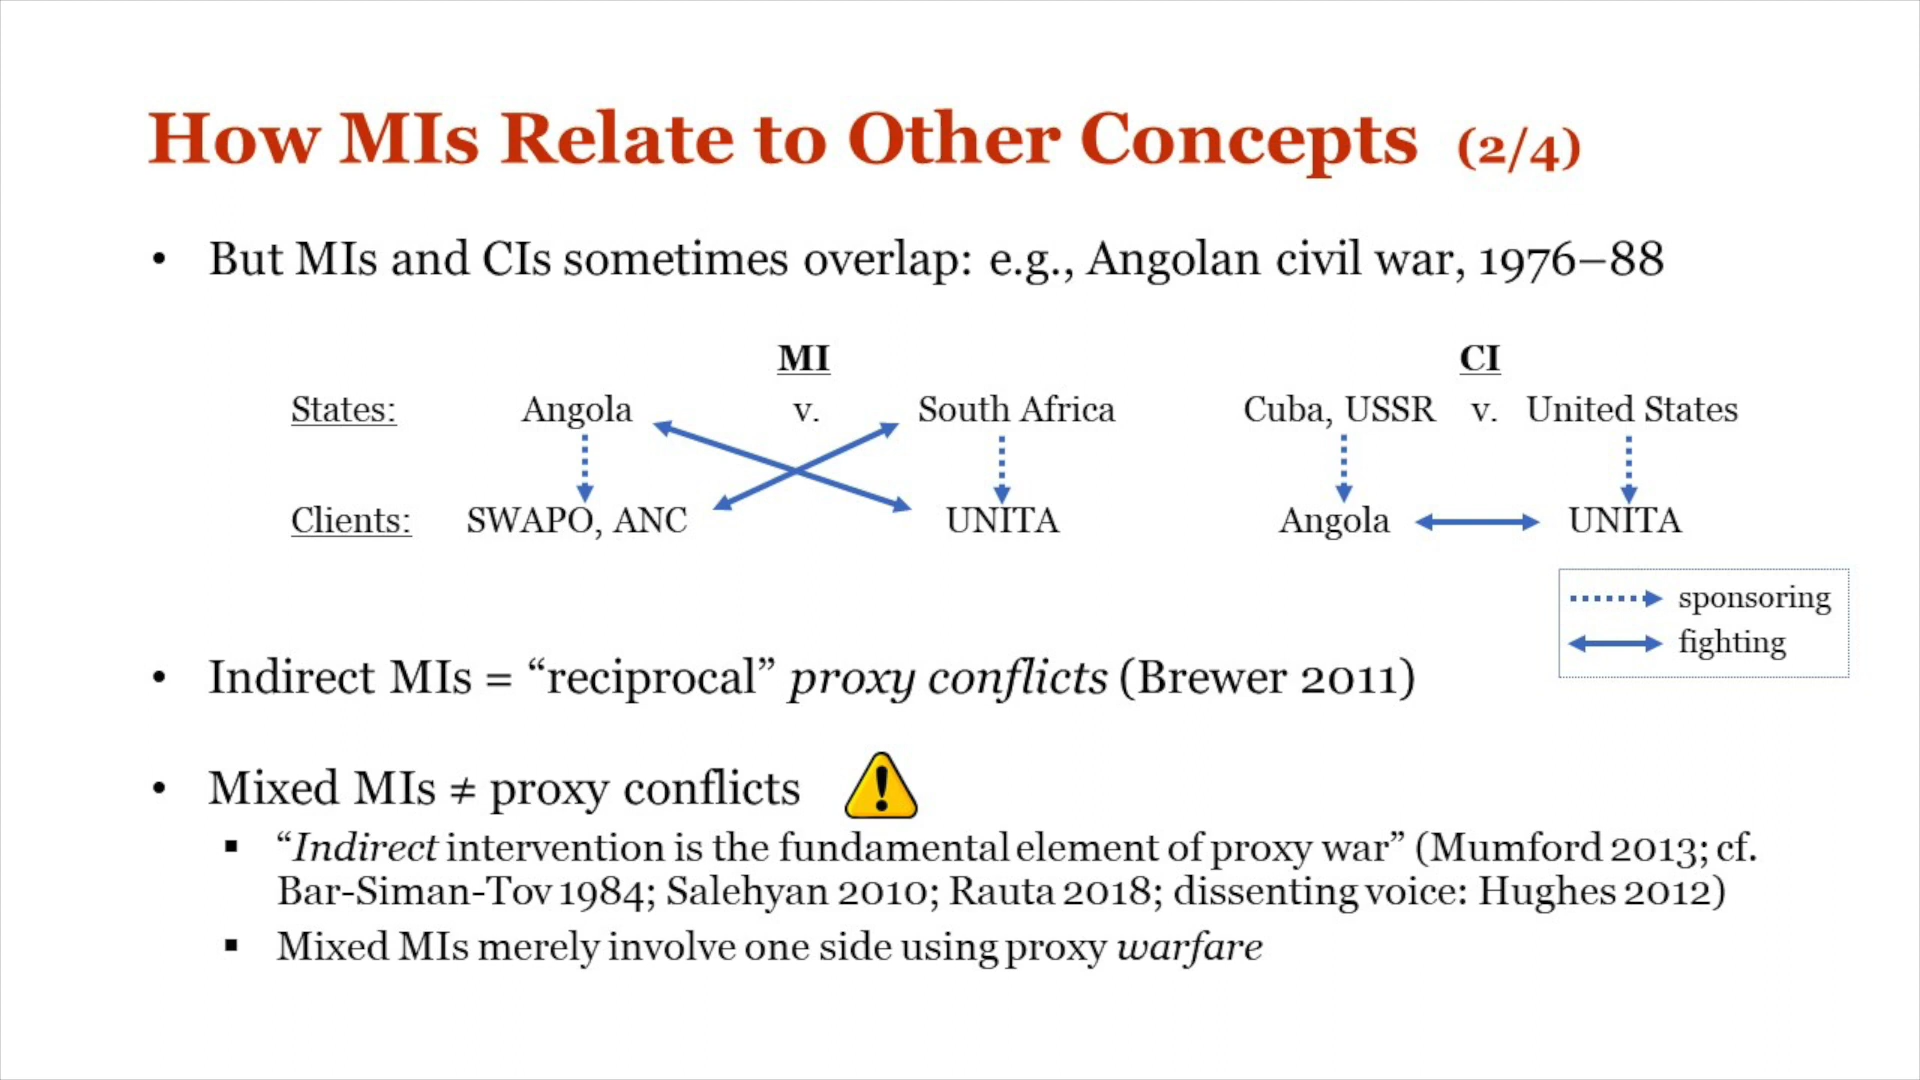 How MIs Relate to Other Concepts (2/4)
• But MIs and CIs sometimes overlap: e.g., Angolan civil war, 1976–88
MI CI
States: Angola v. South Africa Cuba, USSR v. United States
Clients: SWAPO, ANC UNITA Angola UNITA
sponsoring
fighting
• Indirect MIs = “reciprocal” proxy conflicts (Brewer 2011)
• Mixed MIs ≠ proxy conflicts
▪ “Indirect intervention is the fundamental element of proxy war” (Mumford 2013; cf.
Bar-Siman-Tov 1984; Salehyan 2010; Rauta 2018; dissenting voice: Hughes 2012)
▪ Mixed MIs merely involve one side using proxy warfare